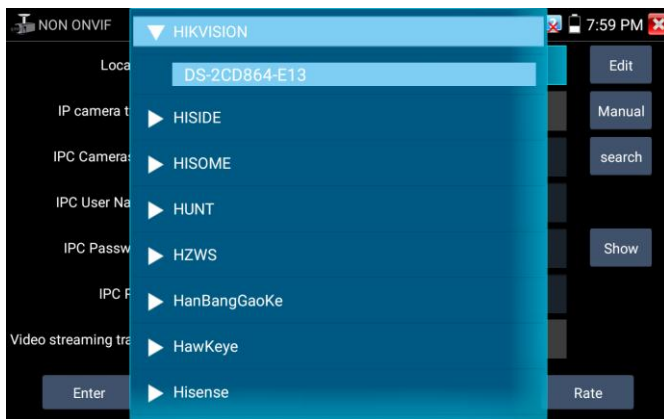 NON ONVIF
7:59 PM
HIKVISION
DS-2CD864-E13
Loca
Edit
IP camera t
HISIDE
Manual
IPC Camera
HISOME
search
IPC User Na
HUNT
IPC Passw
HZWS
Show
IPC
HanBangGaoKe
Video streaming tra
HawKeye
Enter
Hisense
Rate